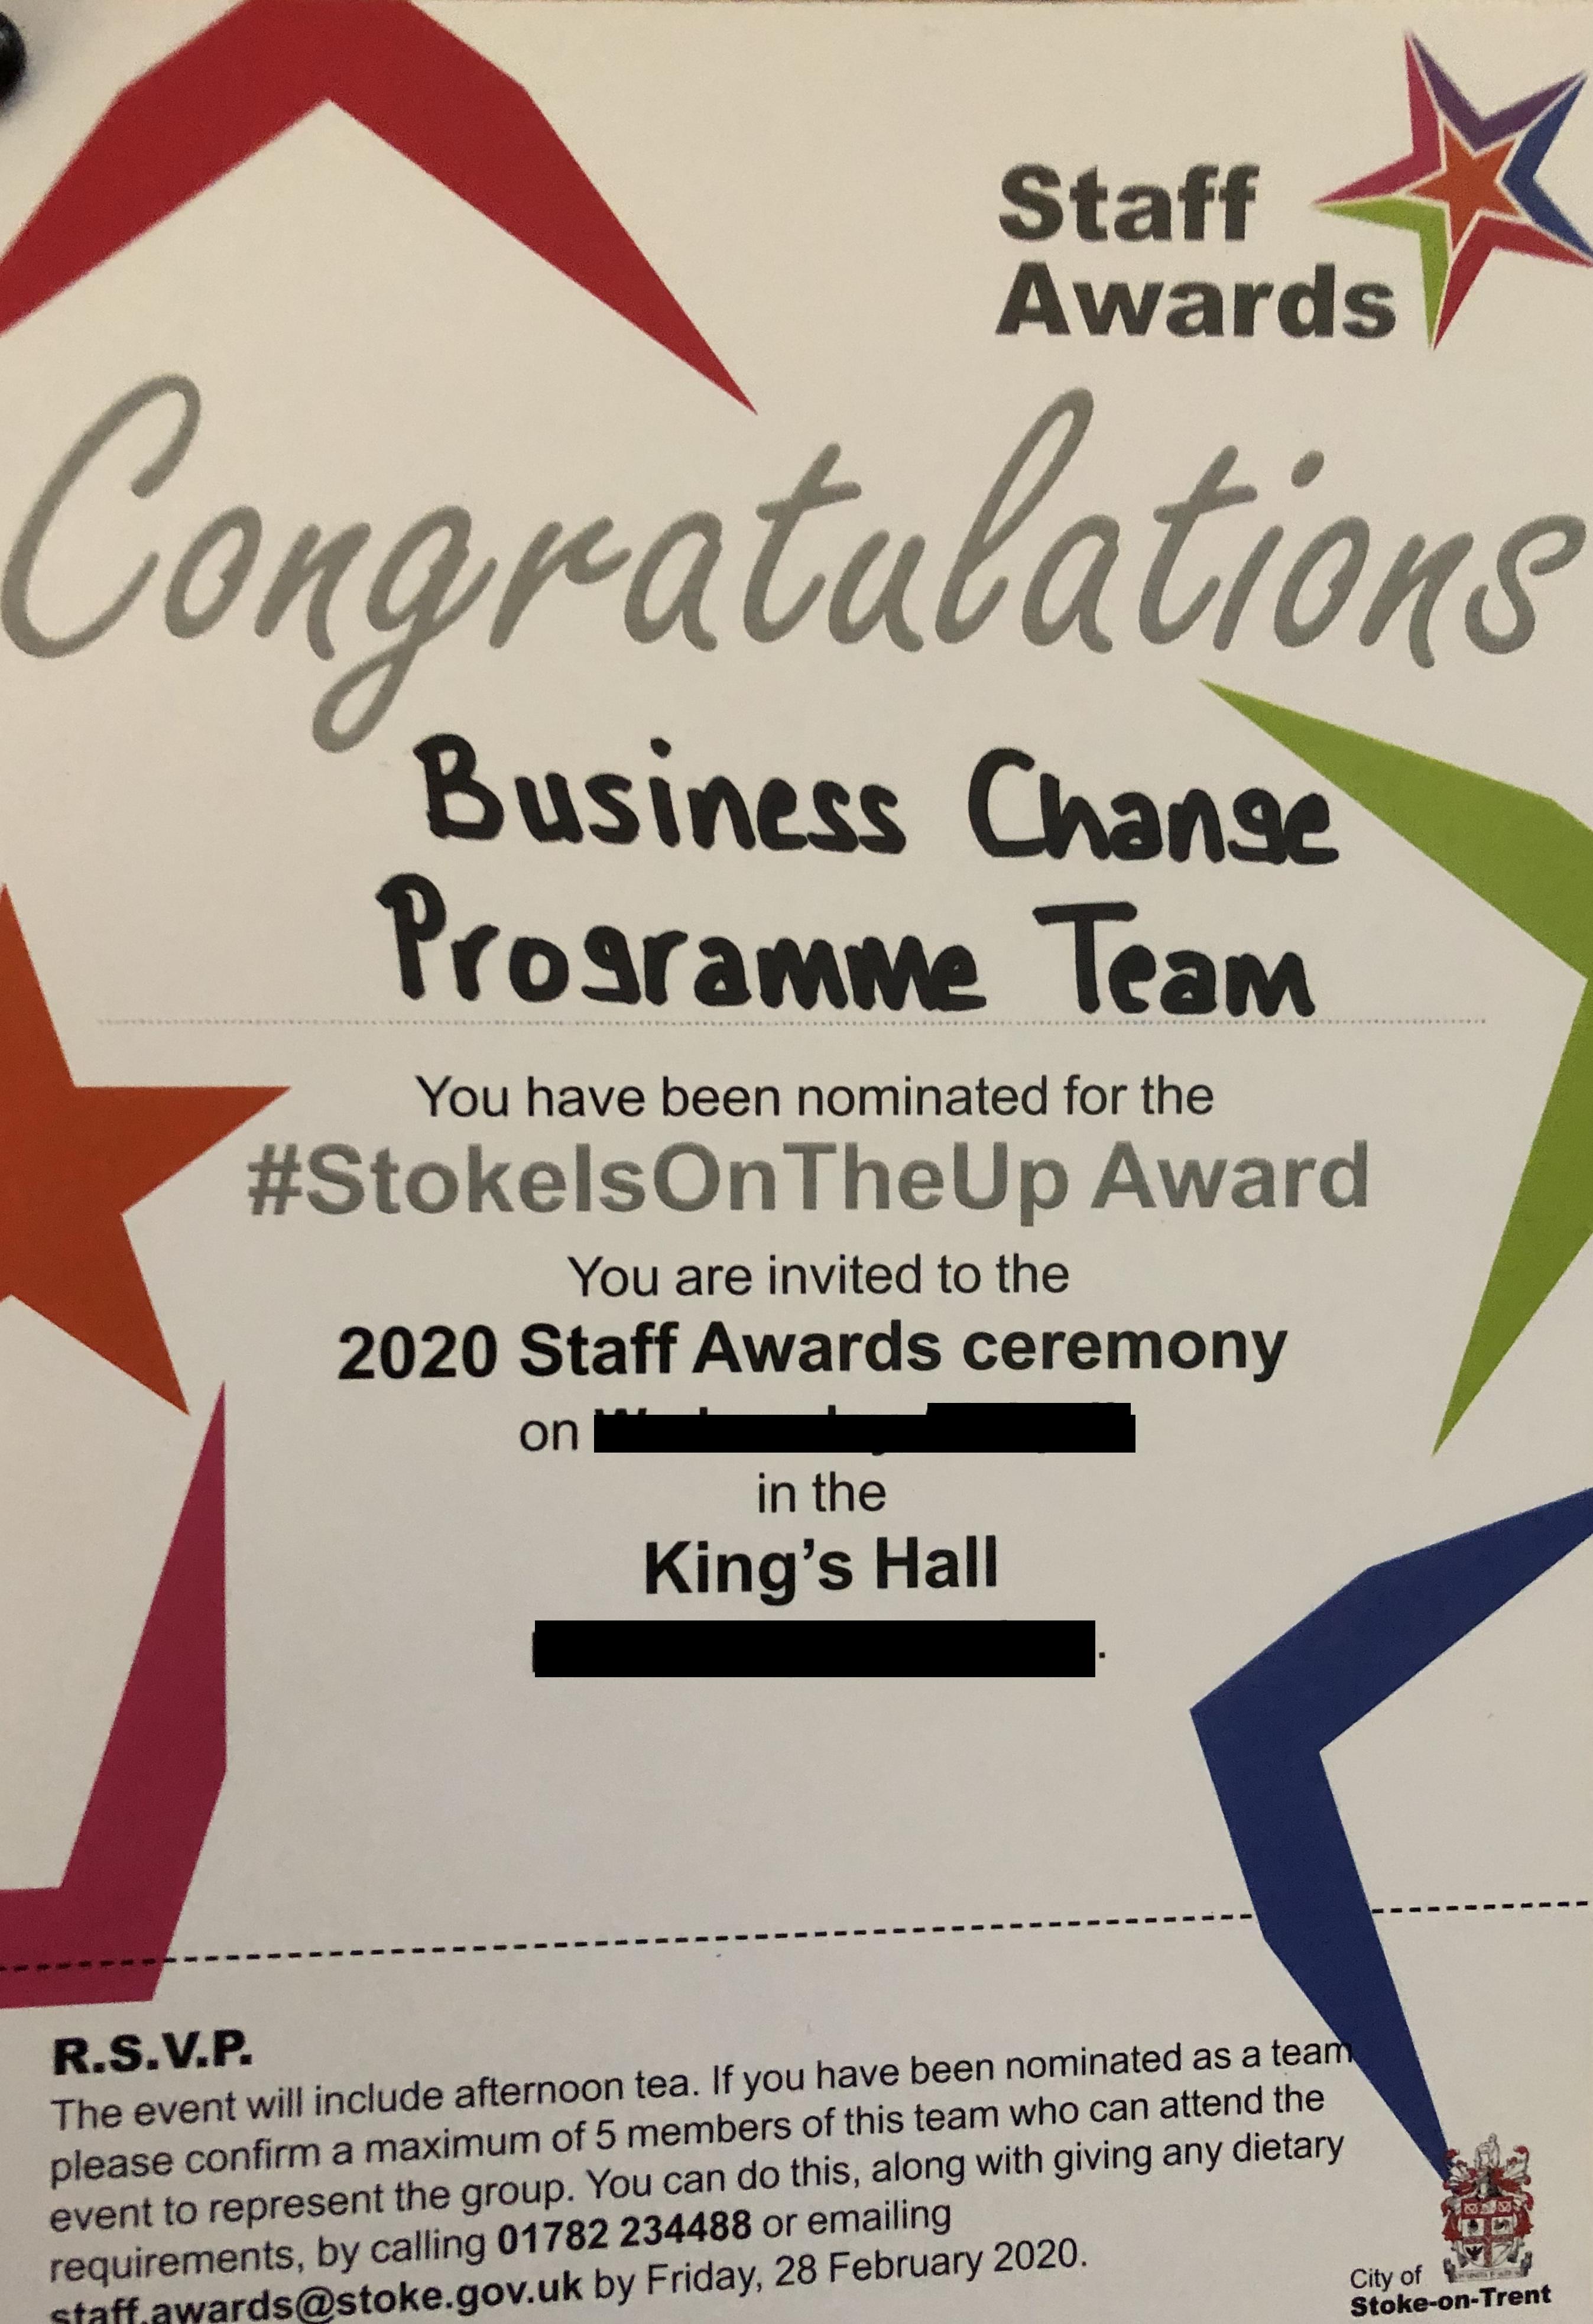 Staff
Awards
Congratulations
Business Change
Programme Team
You have been nominated for the
#StokeIsOnTheUp Award
You are invited to the
2020 Staff Awards ceremony
on
in the
King's Hall
.
R.S.V.P.
The event will include afternoon tea. If you have been nominated as a team
please confirm a maximum of 5 members of this team who can attend the
event to represent the group. You can do this, along with giving any dietary
requirements, by calling 01782 234488 or emailing
staff.awards@stoke.gov.uk by Friday, 28 February 2020.
City of
Stoke-on-Trent